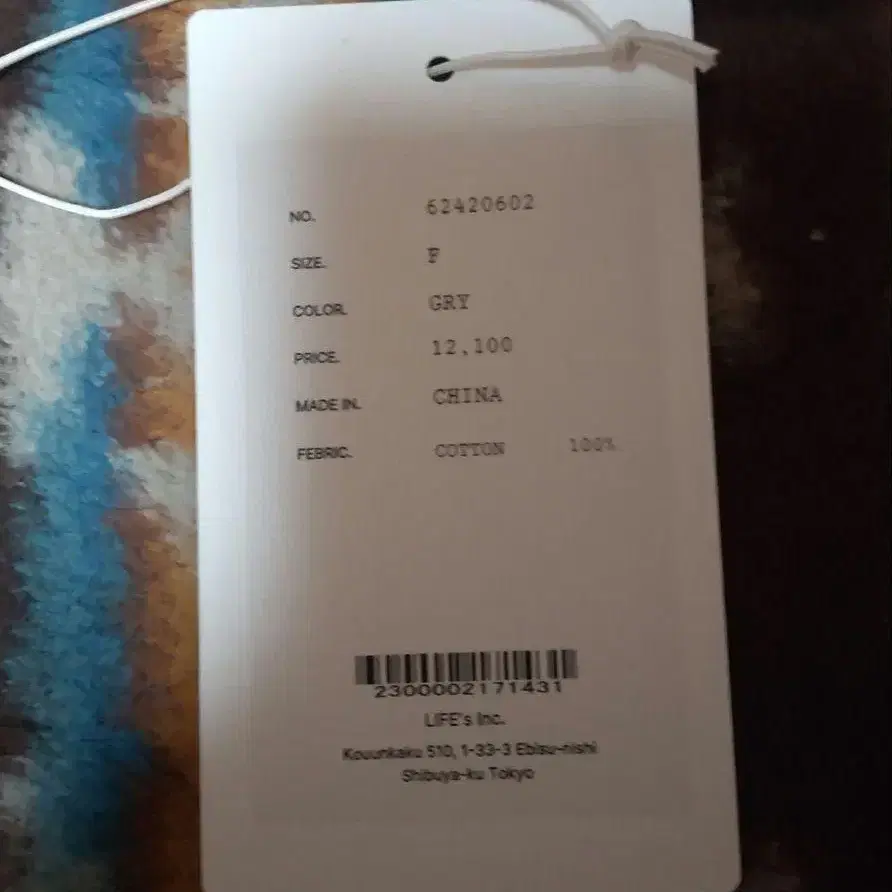 NO. 62420602
SIZE. F
COLOR. GRY
PRICE. 12,100
MADE IN. CHINA
FEBRIC. COTTON 100%
2300002171431
LIFE's Inc.
Kouunkaku 510, 1-33-3 Ebisu-nishi
Shibuya-ku Tokyo